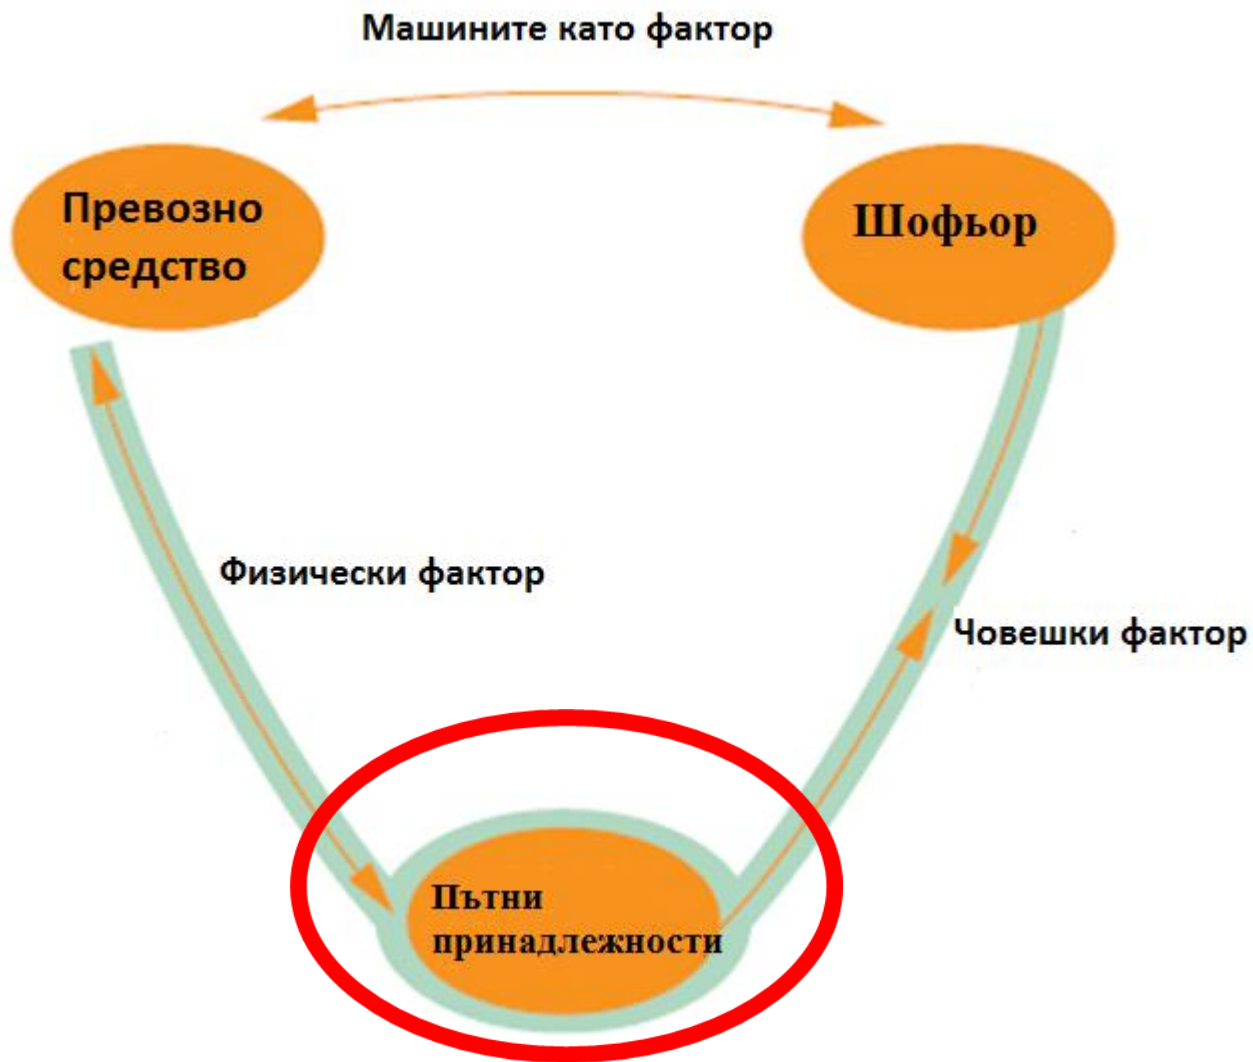 Машините като фактор
Превозно
средство
Шофьор
Физически фактор
Човешки фактор
Пътни
принадлежности